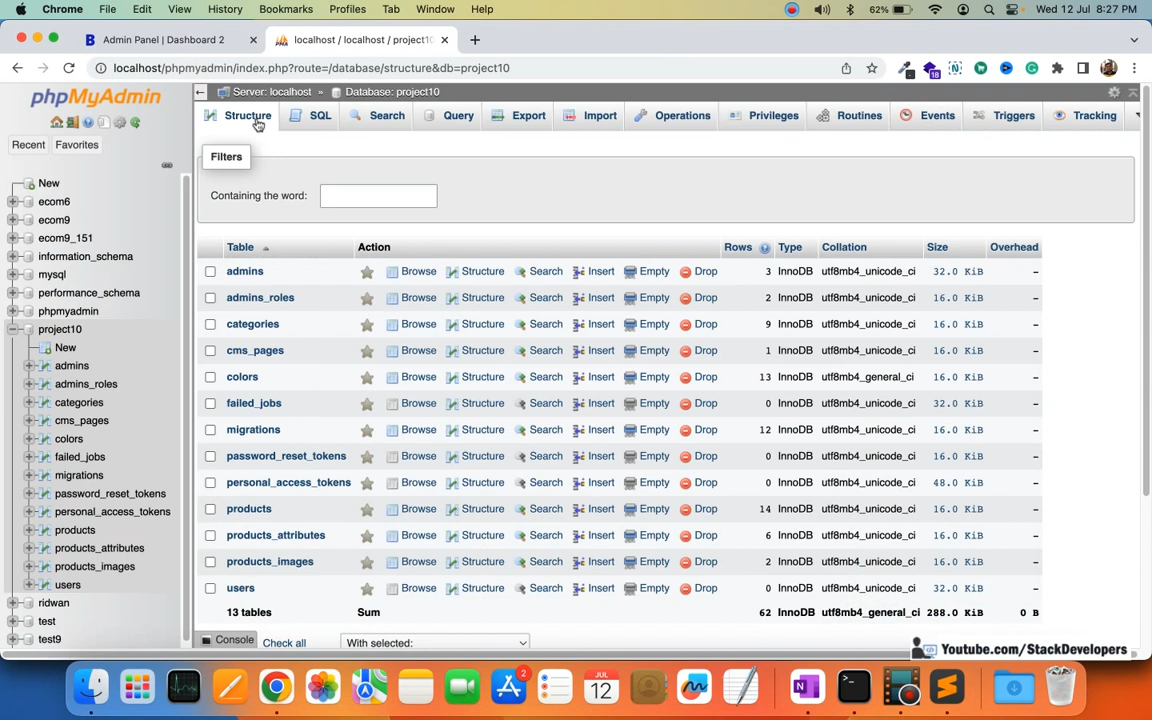 Chrome File Edit View History Bookmarks Profiles Tab Window Help 62% Wed 12 Jul 8:27 PM
B Admin Panel | Dashboard 2 localhost / localhost / project10
localhost/phpmyadmin/index.php?route=/database/structure&db=project10
18
phpMyAdmin
Recent Favorites
New
ecom6
ecom9
ecom9_151
information_schema
mysql
performance_schema
phpmyadmin
project10
New
admins
admins_roles
categories
cms_pages
colors
failed_jobs
migrations
password_reset_tokens
personal_access_tokens
products
products_attributes
products_images
users
ridwan
test
test9
Server: localhost » Database: project10
Structure SQL Search Query Export Import Operations Privileges Routines Events Triggers Tracking
Filters
Containing the word:
Table Action Rows Type Collation Size Overhead
admins Browse Structure Search Insert Empty Drop 3 InnoDB utf8mb4_unicode_ci 32.0 KiB –
admins_roles Browse Structure Search Insert Empty Drop 2 InnoDB utf8mb4_unicode_ci 16.0 KiB –
categories Browse Structure Search Insert Empty Drop 9 InnoDB utf8mb4_unicode_ci 16.0 KiB –
cms_pages Browse Structure Search Insert Empty Drop 1 InnoDB utf8mb4_unicode_ci 16.0 KiB –
colors Browse Structure Search Insert Empty Drop 13 InnoDB utf8mb4_general_ci 16.0 KiB –
failed_jobs Browse Structure Search Insert Empty Drop 0 InnoDB utf8mb4_unicode_ci 32.0 KiB –
migrations Browse Structure Search Insert Empty Drop 12 InnoDB utf8mb4_unicode_ci 16.0 KiB –
password_reset_tokens Browse Structure Search Insert Empty Drop 0 InnoDB utf8mb4_unicode_ci 16.0 KiB –
personal_access_tokens Browse Structure Search Insert Empty Drop 0 InnoDB utf8mb4_unicode_ci 48.0 KiB –
products Browse Structure Search Insert Empty Drop 14 InnoDB utf8mb4_unicode_ci 16.0 KiB –
products_attributes Browse Structure Search Insert Empty Drop 6 InnoDB utf8mb4_unicode_ci 16.0 KiB –
products_images Browse Structure Search Insert Empty Drop 2 InnoDB utf8mb4_unicode_ci 16.0 KiB –
users Browse Structure Search Insert Empty Drop 0 InnoDB utf8mb4_unicode_ci 32.0 KiB –
13 tables Sum 62 InnoDB utf8mb4_general_ci 288.0 KiB 0 B
Console Check all With selected:
Youtube.com/StackDevelopers
2
JUL
12